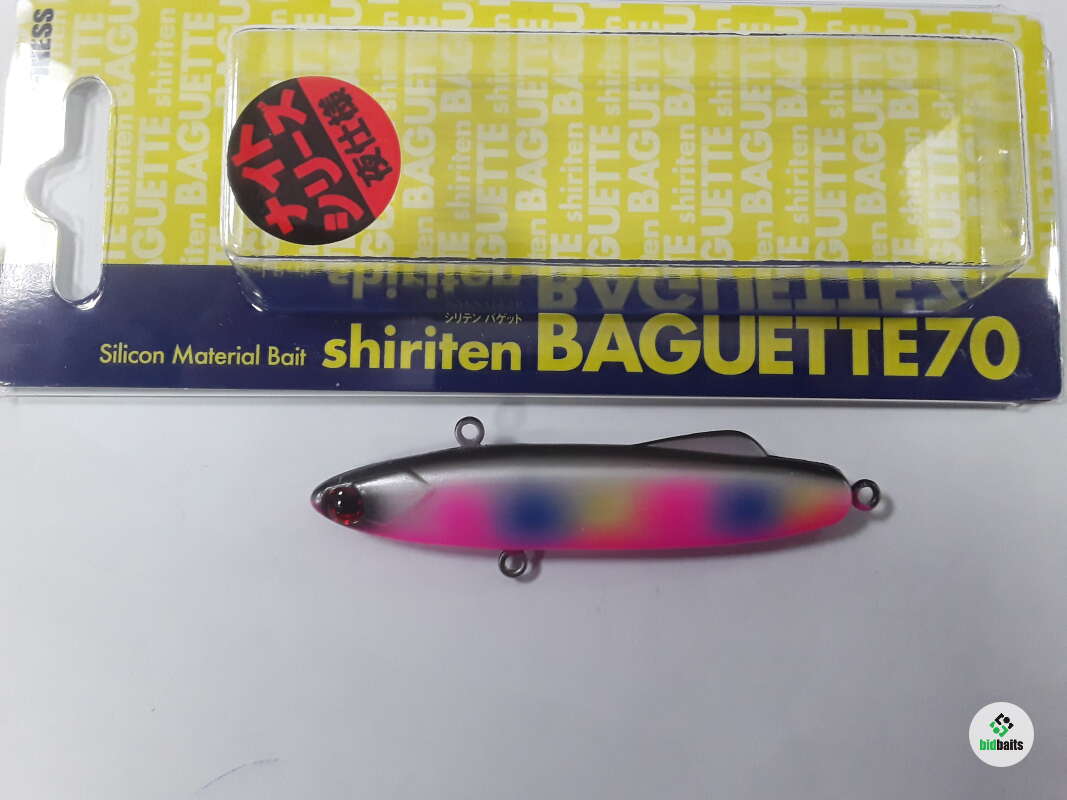 ナイト
シリーズ
夜仕様
シリテン バゲット
Silicon Material Bait shiriten BAGUETTE70
bidbaits